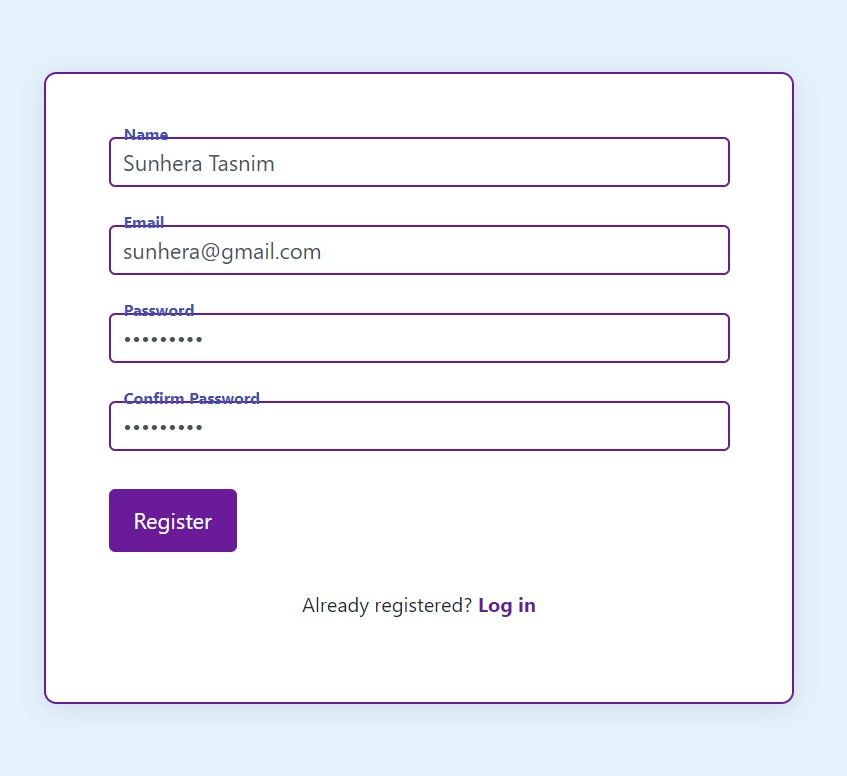 Name
Sunhera Tasnim
Email
sunhera@gmail.com
Password
•••••••••
Confirm Password
•••••••••
Register
Already registered? Log in